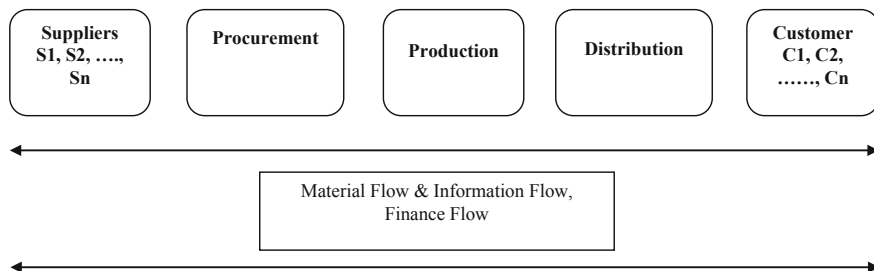 Suppliers
S1, S2, ….,
Sn
Procurement
Production
Distribution
Customer
C1, C2,
……, Cn
Material Flow & Information Flow,
Finance Flow